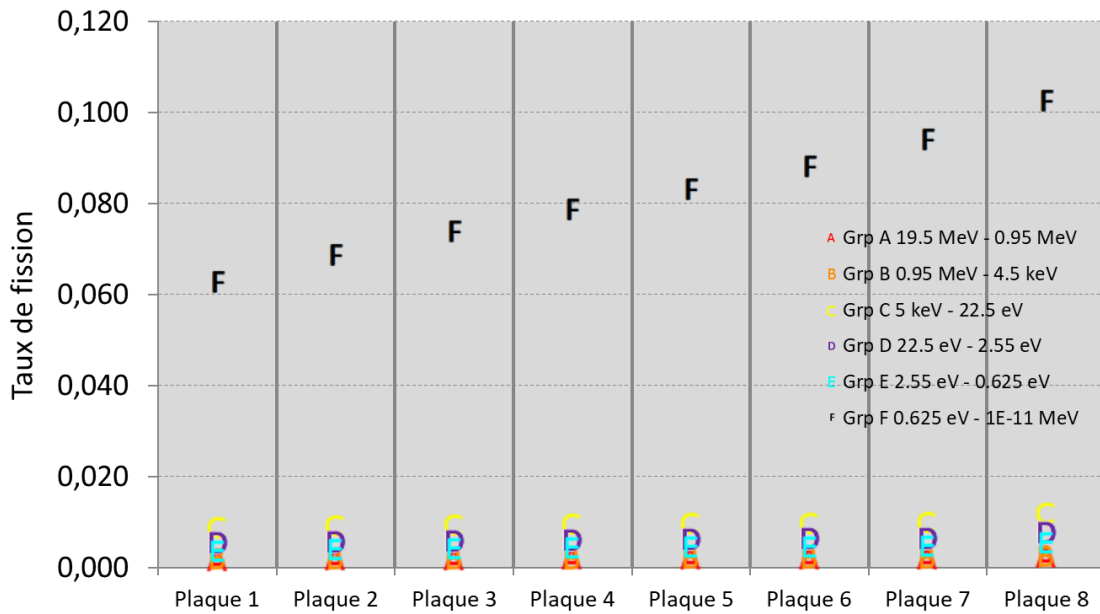 Taux de fission
0,120
0,100
0,080
0,060
0,040
0,020
0,000
F
F
F
F
F
F
F
F
A Grp A 19.5 MeV - 0.95 MeV
B Grp B 0.95 MeV - 4.5 keV
C Grp C 5 keV - 22.5 eV
D Grp D 22.5 eV - 2.55 eV
E Grp E 2.55 eV - 0.625 eV
F Grp F 0.625 eV - 1E-11 MeV
C C C C C C C C
D D D D D D D D
E E E E E E E E
B B B B B B B B
A A A A A A A A
Plaque 1 Plaque 2 Plaque 3 Plaque 4 Plaque 5 Plaque 6 Plaque 7 Plaque 8